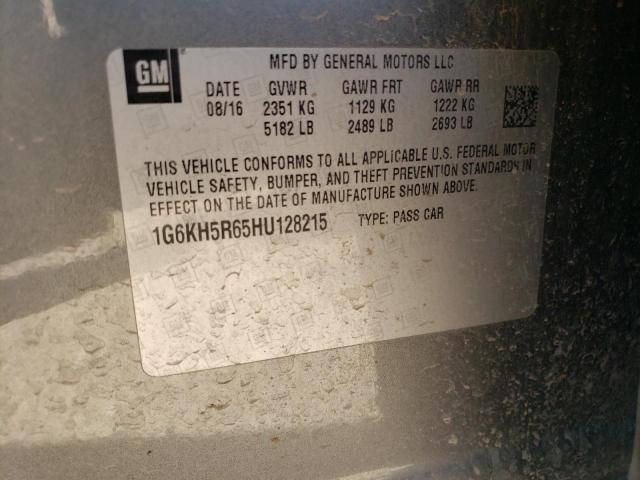 GM
MFD BY GENERAL MOTORS LLC
DATE GVWR GAWR FRT GAWR RR
08/16 2351 KG 1129 KG 1222 KG
5182 LB 2489 LB 2693 LB
THIS VEHICLE CONFORMS TO ALL APPLICABLE U.S. FEDERAL MOTOR
VEHICLE SAFETY, BUMPER, AND THEFT PREVENTION STANDARDS IN
EFFECT ON THE DATE OF MANUFACTURE SHOWN ABOVE.
1G6KH5R65HU128215 TYPE: PASS CAR